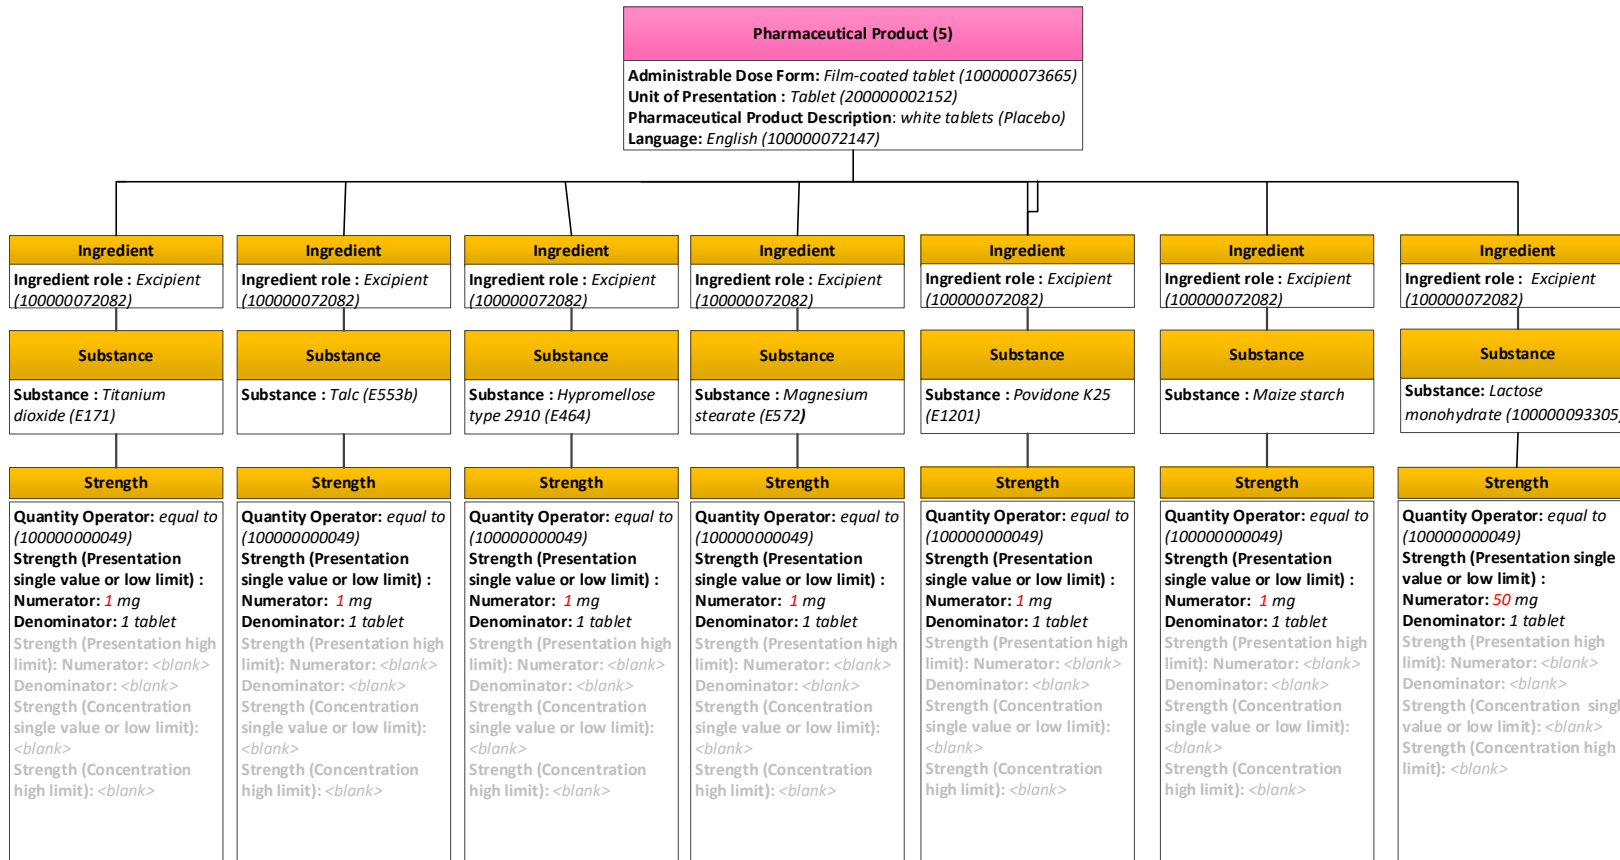 Pharmaceutical Product (5)
Administrable Dose Form: Film-coated tablet (100000073665)
Unit of Presentation : Tablet (200000002152)
Pharmaceutical Product Description: white tablets (Placebo)
Language: English (100000072147)
Ingredient
Ingredient role : Excipient
(100000072082)
Substance
Substance : Titanium
dioxide (E171)
Strength
Quantity Operator: equal to
(100000000049)
Strength (Presentation
single value or low limit) :
Numerator: 1 mg
Denominator: 1 tablet
Strength (Presentation high
limit): Numerator: <blank>
Denominator: <blank>
Strength (Concentration
single value or low limit):
<blank>
Strength (Concentration
high limit): <blank>
Ingredient
Ingredient role : Excipient
(100000072082)
Substance
Substance : Talc (E553b)
Strength
Quantity Operator: equal to
(100000000049)
Strength (Presentation
single value or low limit) :
Numerator: 1 mg
Denominator: 1 tablet
Strength (Presentation high
limit): Numerator: <blank>
Denominator: <blank>
Strength (Concentration
single value or low limit):
<blank>
Strength (Concentration
high limit): <blank>
Ingredient
Ingredient role : Excipient
(100000072082)
Substance
Substance : Hypromellose
type 2910 (E464)
Strength
Quantity Operator: equal to
(100000000049)
Strength (Presentation
single value or low limit) :
Numerator: 1 mg
Denominator: 1 tablet
Strength (Presentation high
limit): Numerator: <blank>
Denominator: <blank>
Strength (Concentration
single value or low limit):
<blank>
Strength (Concentration
high limit): <blank>
Ingredient
Ingredient role : Excipient
(100000072082)
Substance
Substance : Magnesium
stearate (E572)
Strength
Quantity Operator: equal to
(100000000049)
Strength (Presentation
single value or low limit) :
Numerator: 1 mg
Denominator: 1 tablet
Strength (Presentation high
limit): Numerator: <blank>
Denominator: <blank>
Strength (Concentration
single value or low limit):
<blank>
Strength (Concentration
high limit): <blank>
Ingredient
Ingredient role : Excipient
(100000072082)
Substance
Substance : Povidone K25
(E1201)
Strength
Quantity Operator: equal to
(100000000049)
Strength (Presentation
single value or low limit) :
Numerator: 1 mg
Denominator: 1 tablet
Strength (Presentation high
limit): Numerator: <blank>
Denominator: <blank>
Strength (Concentration
single value or low limit):
<blank>
Strength (Concentration
high limit): <blank>
Ingredient
Ingredient role : Excipient
(100000072082)
Substance
Substance : Maize starch
Strength
Quantity Operator: equal to
(100000000049)
Strength (Presentation
single value or low limit) :
Numerator: 1 mg
Denominator: 1 tablet
Strength (Presentation high
limit): Numerator: <blank>
Denominator: <blank>
Strength (Concentration
single value or low limit):
<blank>
Strength (Concentration
high limit): <blank>
Ingredient
Ingredient role : Excipient
(100000072082)
Substance
Substance: Lactose
monohydrate (100000093305)
Strength
Quantity Operator: equal to
(100000000049)
Strength (Presentation single
value or low limit) :
Numerator: 50 mg
Denominator: 1 tablet
Strength (Presentation high
limit): Numerator: <blank>
Denominator: <blank>
Strength (Concentration singl
value or low limit): <blank>
Strength (Concentration high
limit): <blank>